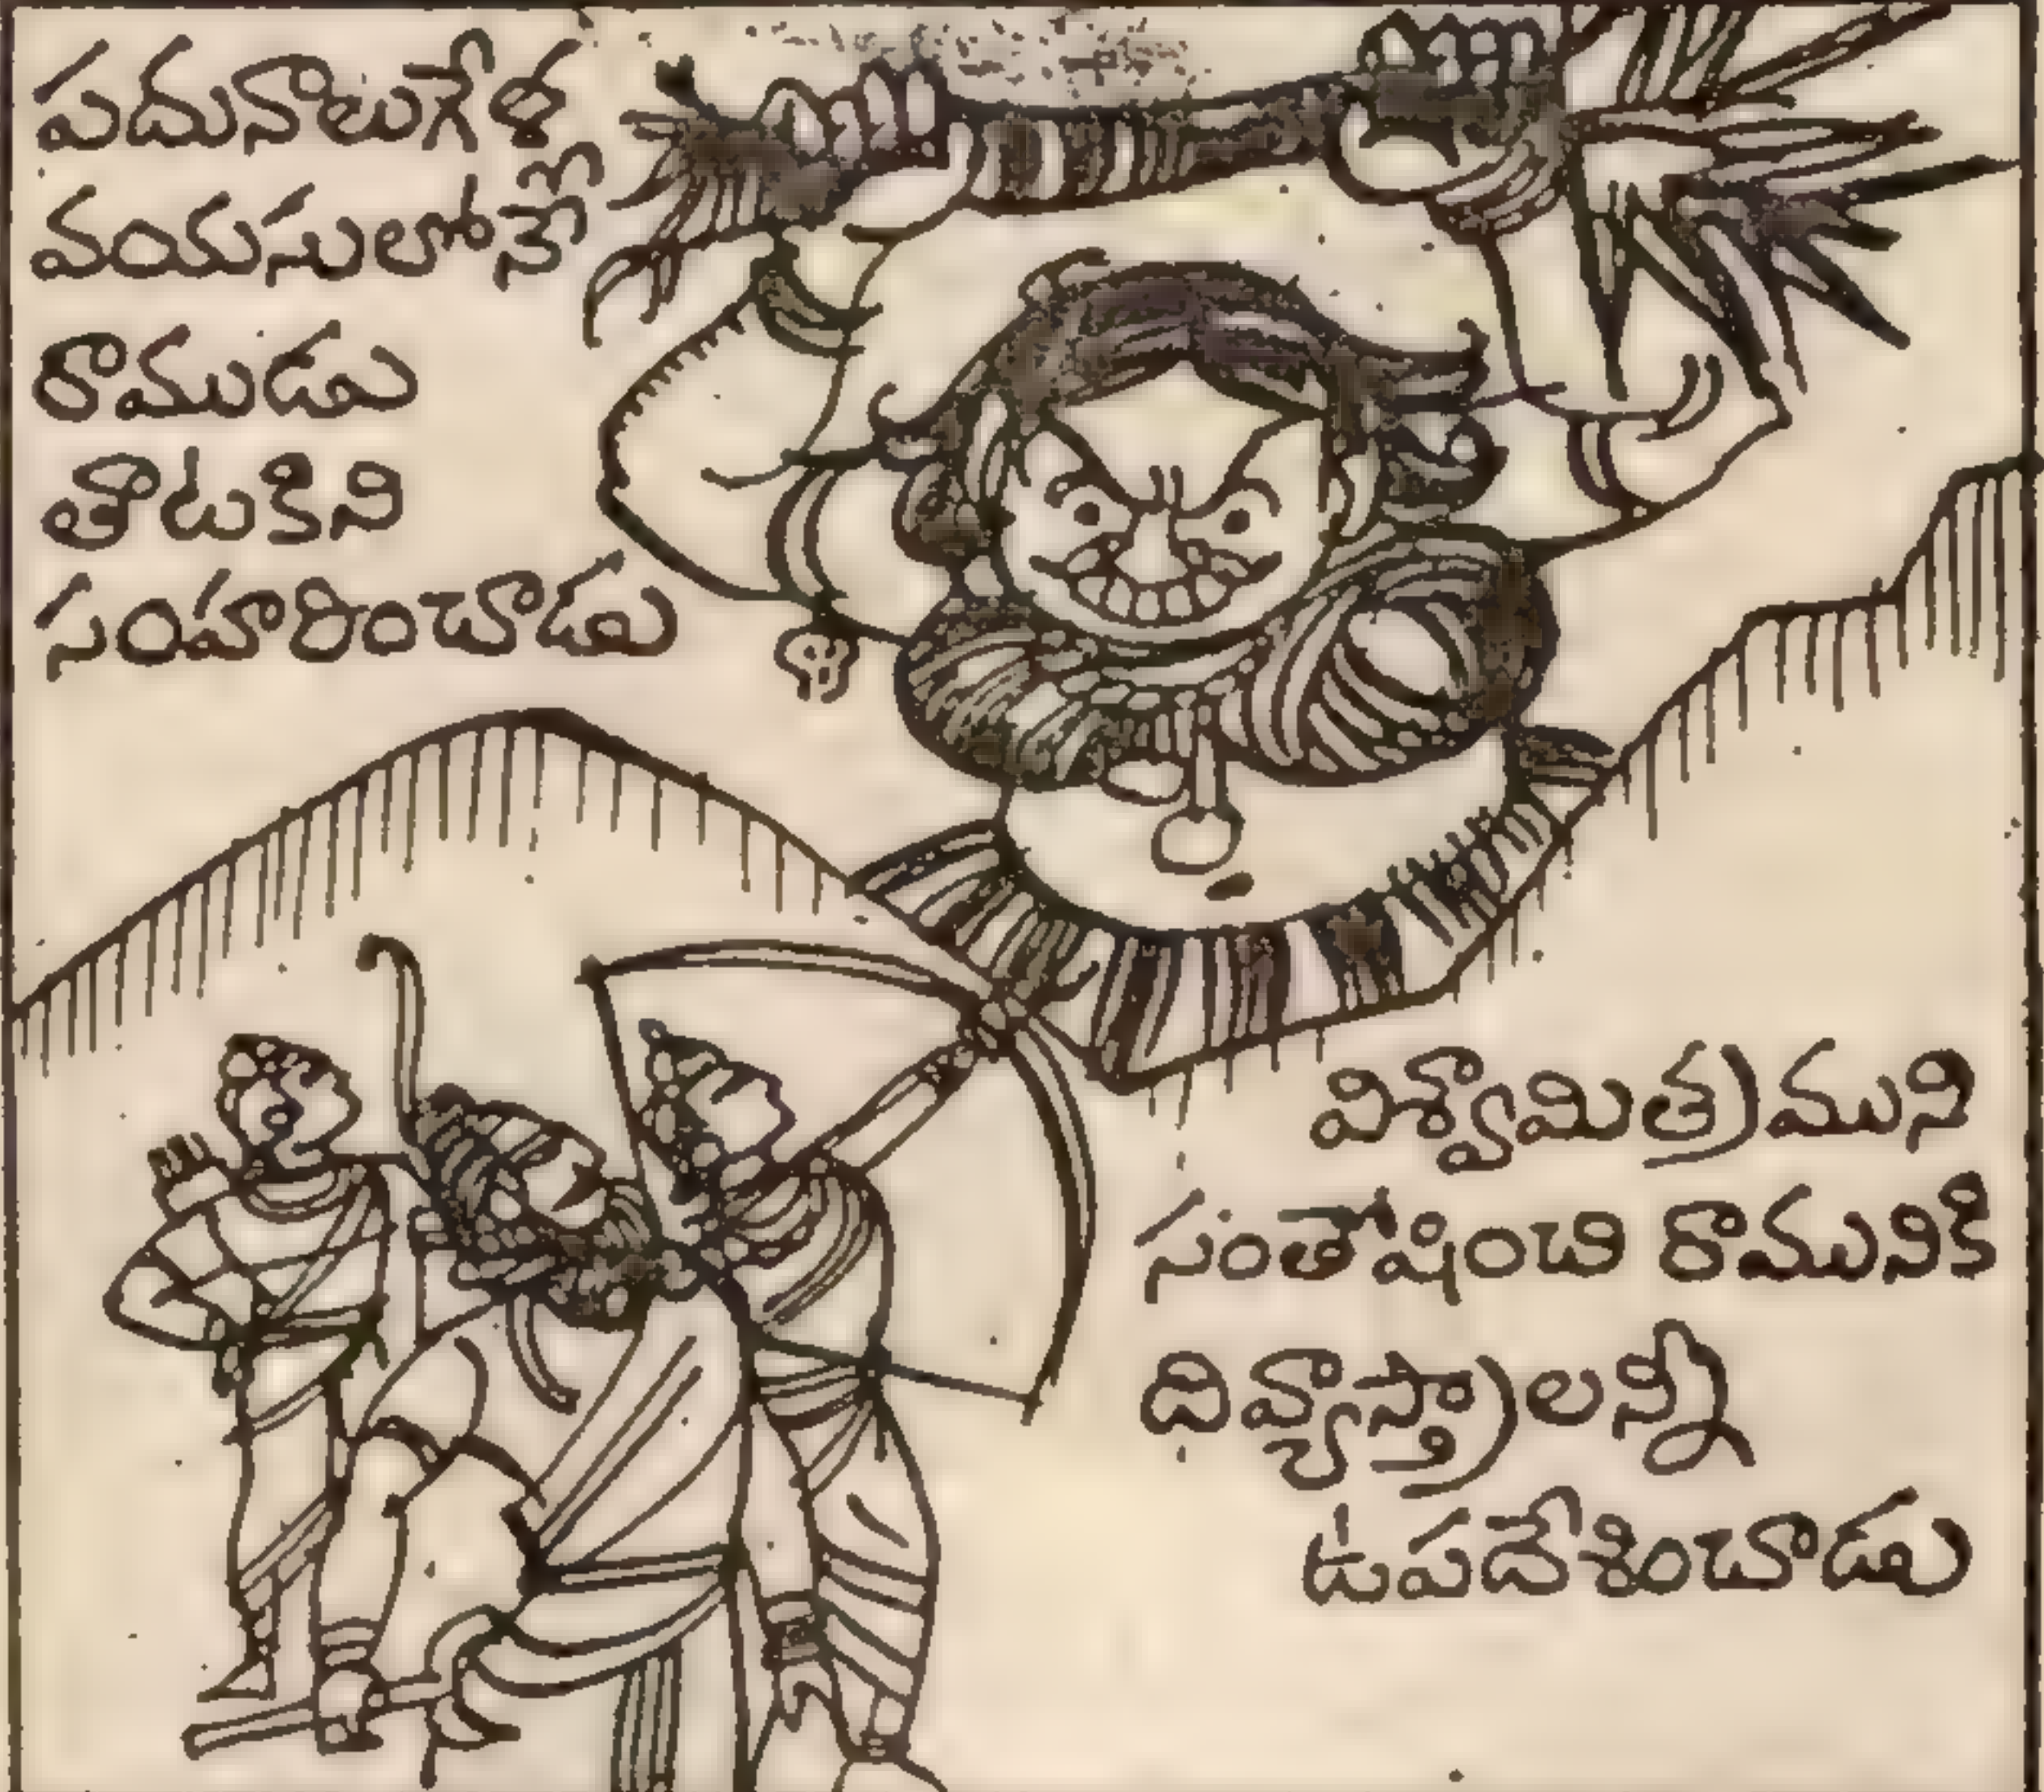 పదునాలుగేళ్ళ
వయసులోనే
రాముడు
తాటకిని
సంహరించాడు
విశ్వామిత్రముని
సంతోషించి రామునికి
దివ్యాస్త్రాలన్నీ
ఉపదేశించాడు